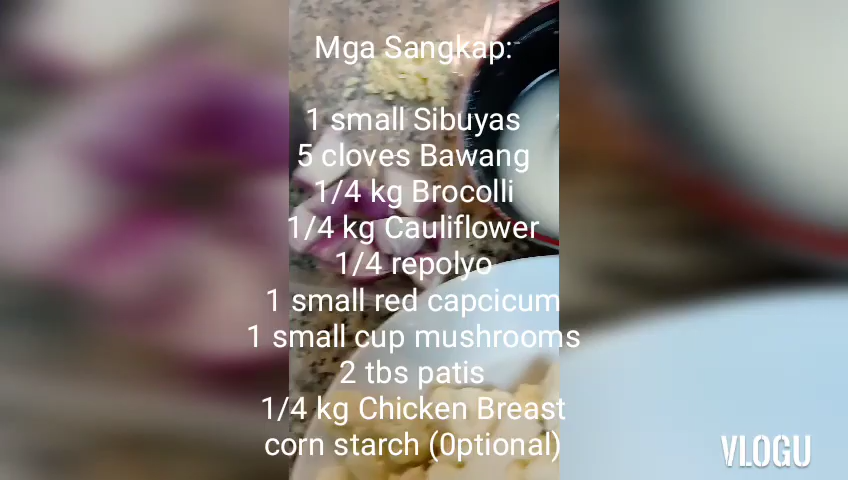 Mga Sangkap:
1 small Sibuyas
5 cloves Bawang
1/4 kg Brocolli
1/4 kg Cauliflower
1/4 repolyo
1 small red capcicum
1 small cup mushrooms
2 tbs patis
1/4 kg Chicken Breast
corn starch (0ptional)
VLOGU